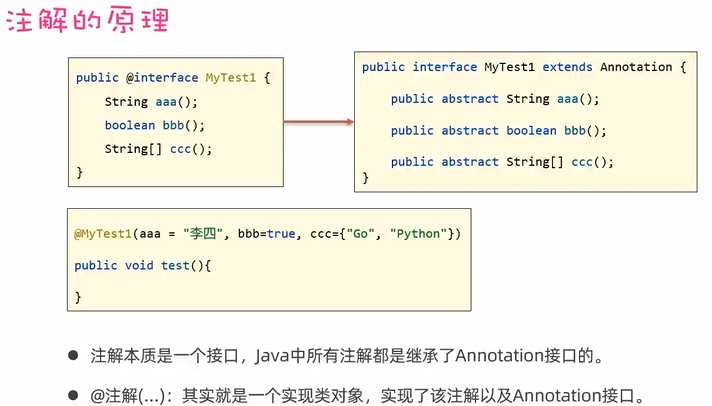 注解的原理
public @interface MyTest1 {
String aaa();
boolean bbb();
String[] ccc();
}
public interface MyTest1 extends Annotation {
public abstract String aaa();
public abstract boolean bbb();
public abstract String[] ccc();
}
@MyTest1(aaa = "李四", bbb=true, ccc={"Go", "Python"})
public void test(){
}
● 注解本质是一个接口，Java中所有注解都是继承了Annotation接口的。
● @注解(...)：其实就是一个实现类对象，实现了该注解以及Annotation接口。